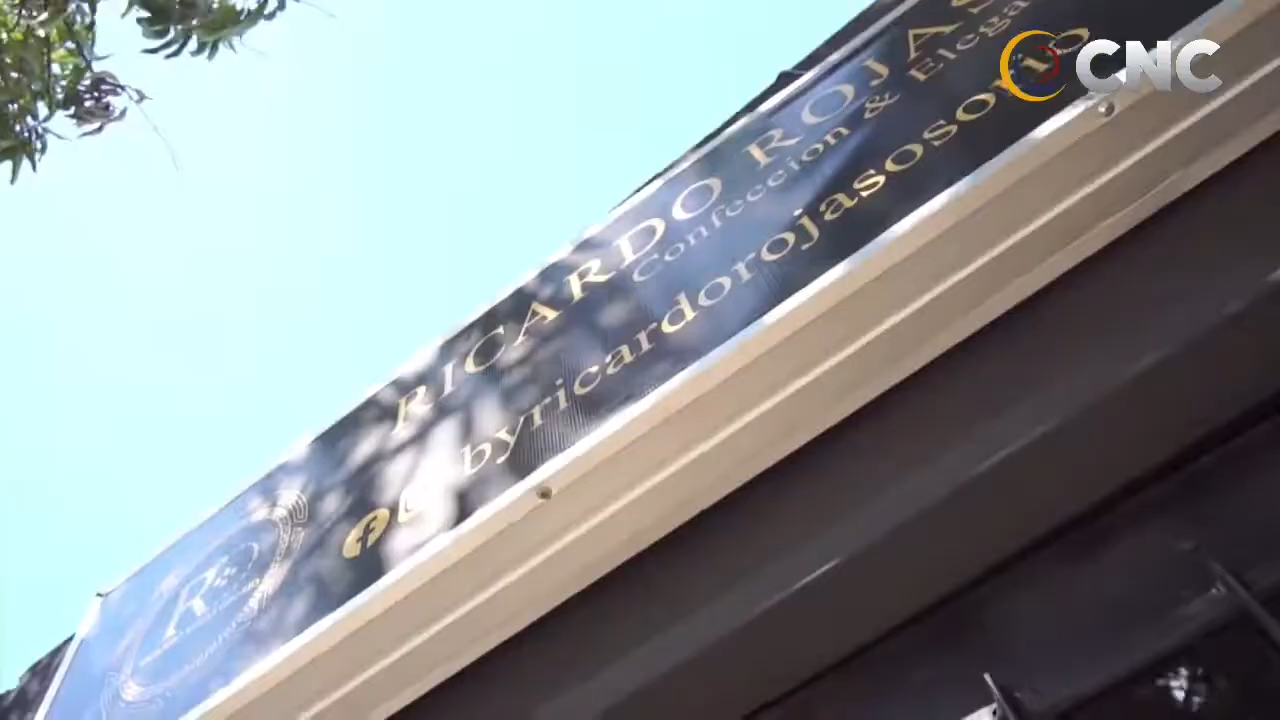 CNC
RICARDO ROJAS
Confeccion & Elega
byricardorojasosorio
R